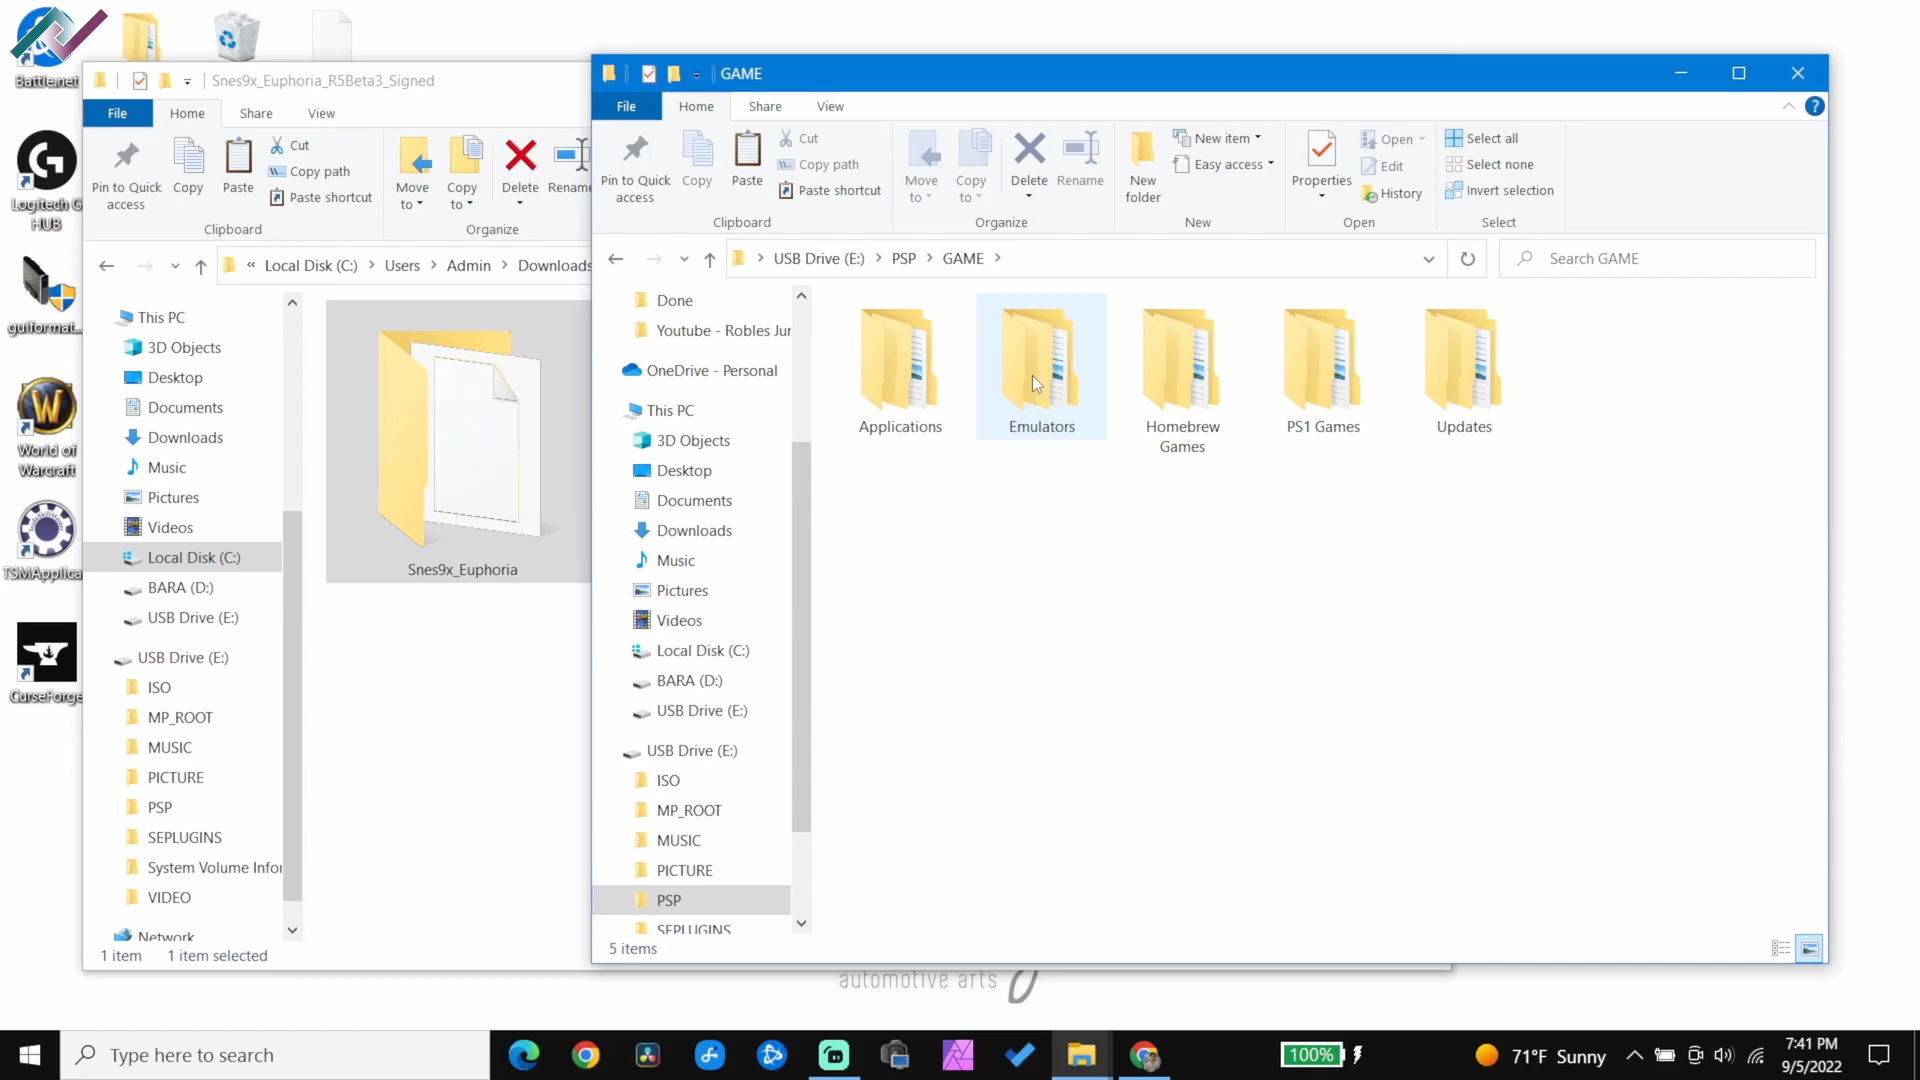 Battle.net
Logitech G
HUB
guiformat...
World of
Warcraft
TSMApplica
CurseForge
Snes9x_Euphoria_R5Beta3_Signed
File
Home
Share
View
Pin to Quick
access
Copy
Paste
Cut
Copy path
Paste shortcut
Move
to
Copy
to
Delete
Rename
Clipboard
Organize
« Local Disk (C:) > Users > Admin > Downloads
This PC
3D Objects
Desktop
Documents
Downloads
Music
Pictures
Videos
Local Disk (C:)
BARA (D:)
USB Drive (E:)
USB Drive (E:)
ISO
MP_ROOT
MUSIC
PICTURE
PSP
SEPLUGINS
System Volume Infor
VIDEO
Network
Snes9x_Euphoria
1 item
1 item selected
GAME
File
Home
Share
View
Pin to Quick
access
Copy
Paste
Cut
Copy path
Paste shortcut
Clipboard
Move
to
Copy
to
Delete
Rename
Organize
New
folder
New item
Easy access
New
Properties
Open
Edit
History
Open
Select all
Select none
Invert selection
Select
> USB Drive (E:) > PSP > GAME >
Search GAME
Done
Youtube - Robles Jur
OneDrive - Personal
This PC
3D Objects
Desktop
Documents
Downloads
Music
Pictures
Videos
Local Disk (C:)
BARA (D:)
USB Drive (E:)
USB Drive (E:)
ISO
MP_ROOT
MUSIC
PICTURE
PSP
SEPLUGINS
Applications
Emulators
Homebrew
Games
PS1 Games
Updates
5 items
automotive arts
Type here to search
100%
71°F Sunny
7:41 PM
9/5/2022